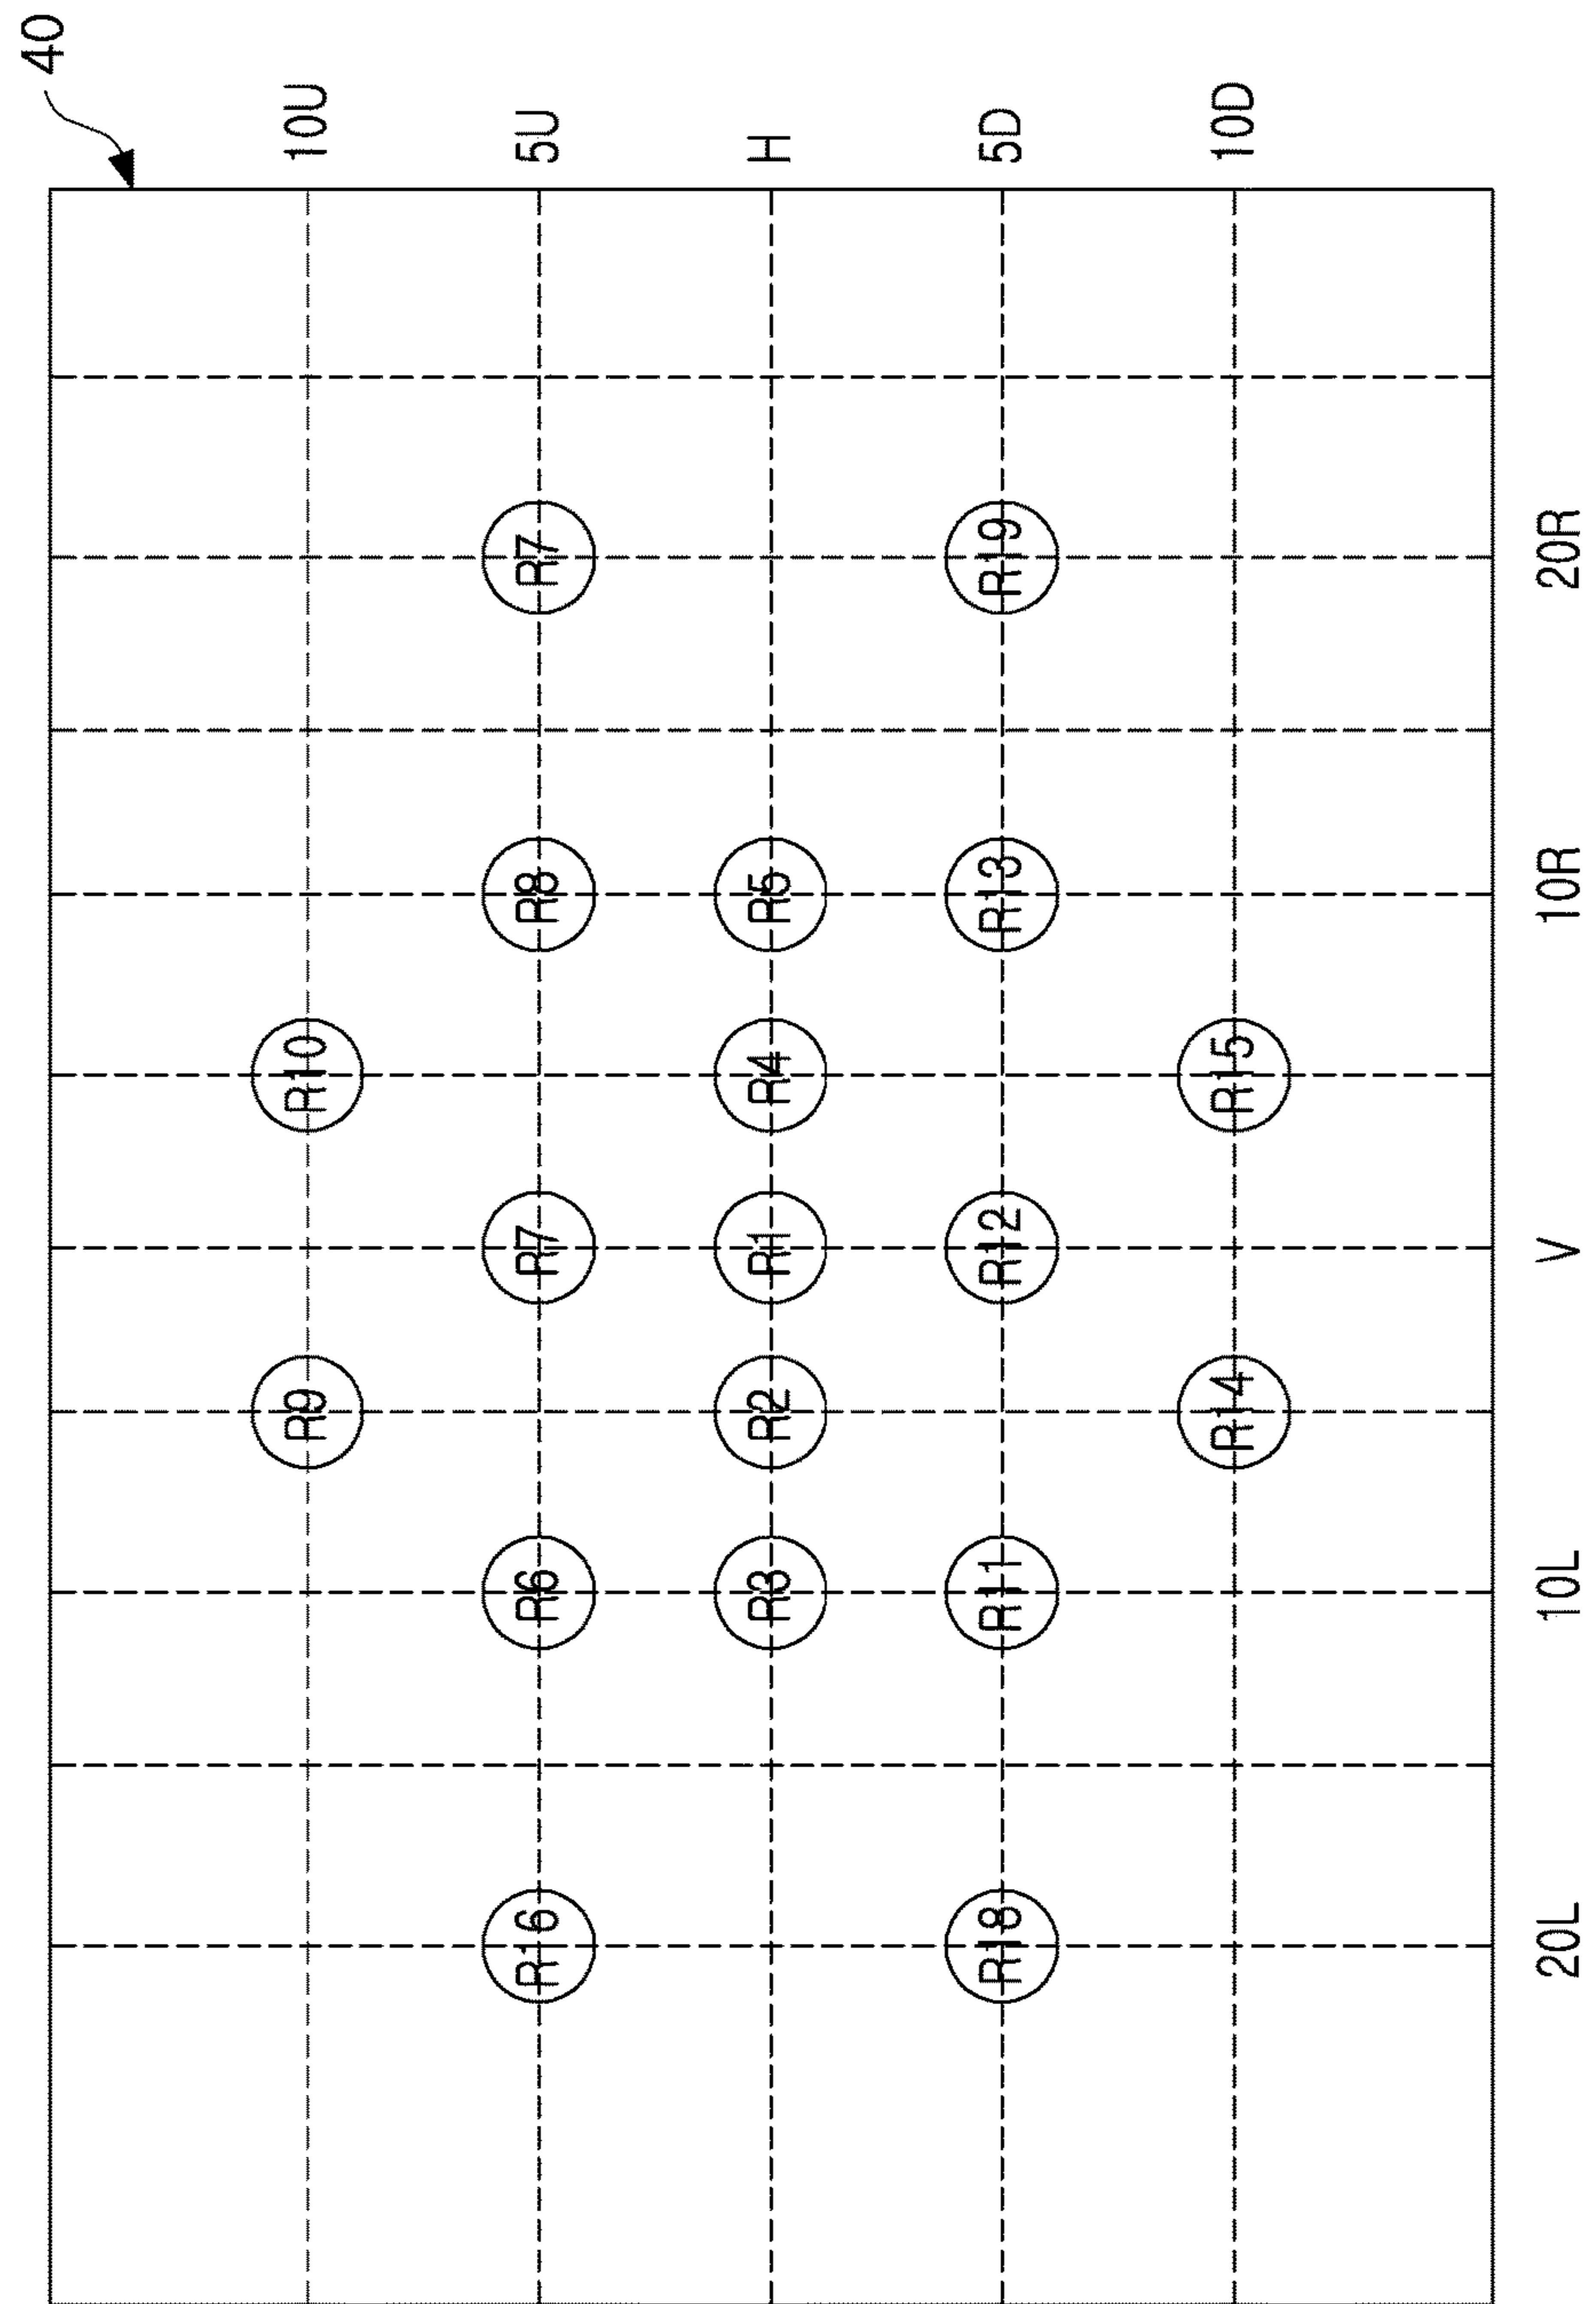 40
R9 R10 10U
R16 R6 R7 R8 R7 5U
R3 R2 R1 R4 R5 H
R18 R11 R12 R13 R19 5D
R14 R15 10D
20L 10L V 10R 20R